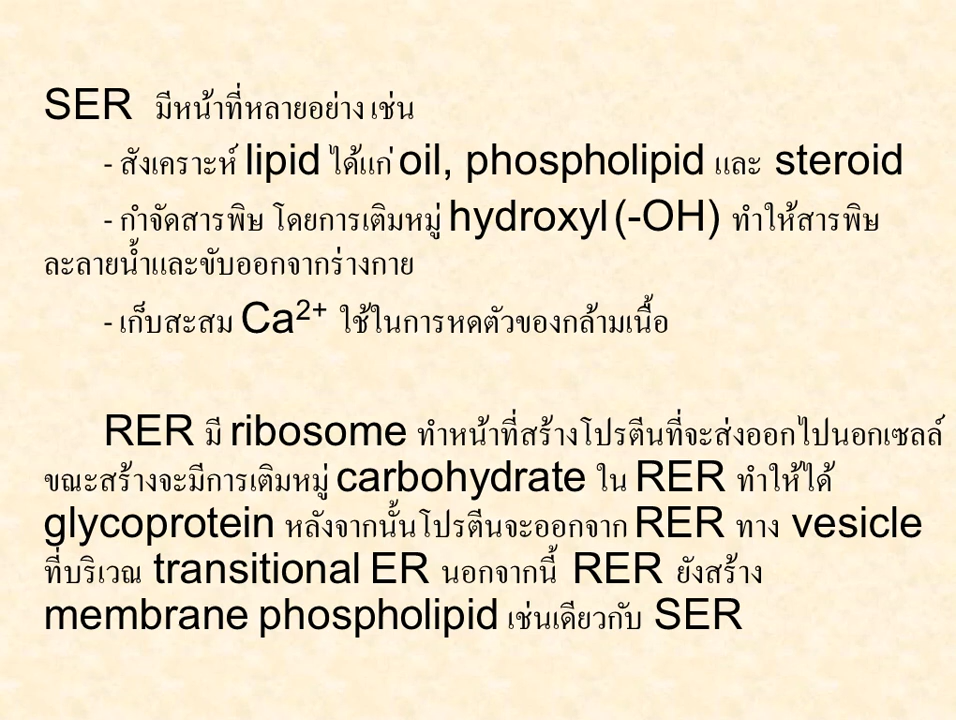 SER มีหน้าที่หลายอย่าง เช่น
- สังเคราะห์ lipid ได้แก่ oil, phospholipid และ steroid
- กำจัดสารพิษ โดยการเติมหมู่ hydroxyl (-OH) ทำให้สารพิษ
ละลายน้ำและขับออกจากร่างกาย
- เก็บสะสม Ca²⁺ ใช้ในการหดตัวของกล้ามเนื้อ
RER มี ribosome ทำหน้าที่สร้างโปรตีนที่จะส่งออกไปนอกเซลล์
ขณะสร้างจะมีการเติมหมู่ carbohydrate ใน RER ทำให้ได้
glycoprotein หลังจากนั้นโปรตีนจะออกจาก RER ทาง vesicle
ที่บริเวณ transitional ER นอกจากนี้ RER ยังสร้าง
membrane phospholipid เช่นเดียวกับ SER